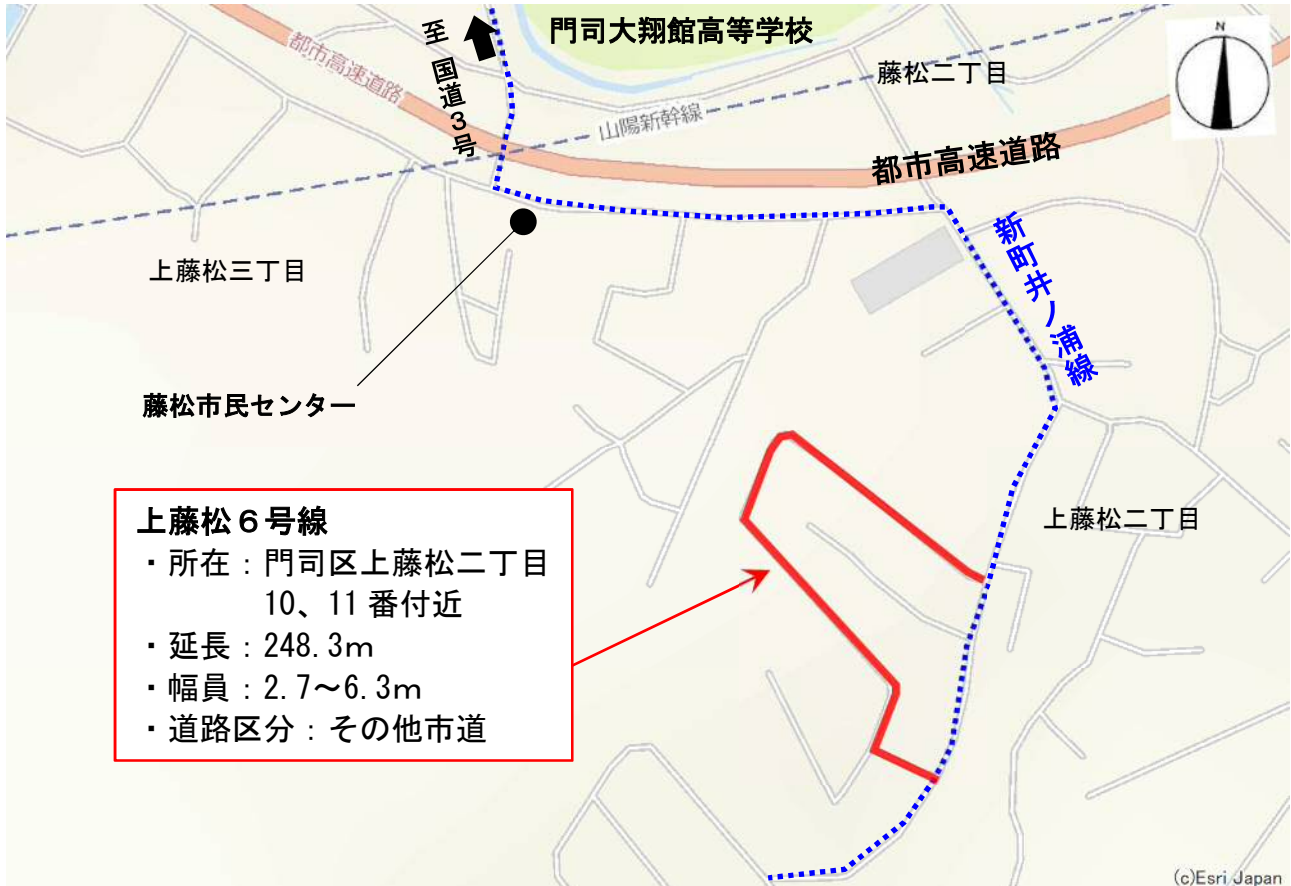 門司大翔館高等学校
至国道3号
都市高速道路
N
藤松二丁目
山陽新幹線
都市高速道路
新町井ノ浦線
上藤松三丁目
藤松市民センター
上藤松6号線
・所在:門司区上藤松二丁目
10、11番付近
・延長:248.3m
・幅員:2.7～6.3m
・道路区分:その他市道
上藤松二丁目
(c)Esri Japan